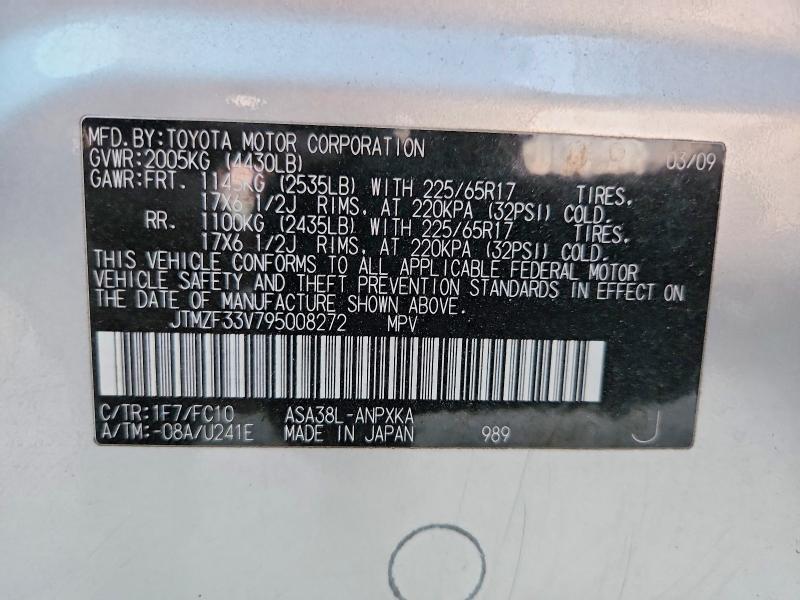 MFD.BY:TOYOTA MOTOR CORPORATION 03/09
GVWR:2005KG (4430LB)
GAWR:FRT. 1145KG (2535LB) WITH 225/65R17 TIRES.
17X6 1/2J RIMS. AT 220KPA (32PSI) COLD.
RR. 1100KG (2435LB) WITH 225/65R17 TIRES.
17X6 1/2J RIMS. AT 220KPA (32PSI) COLD.
THIS VEHICLE CONFORMS TO ALL APPLICABLE FEDERAL MOTOR
VEHICLE SAFETY AND THEFT PREVENTION STANDARDS IN EFFECT ON
THE DATE OF MANUFACTURE SHOWN ABOVE.
JTMZF33V795008272 MPV
C/TR:1F7/FC10 ASA38L-ANPXKA
A/TM:-08A/U241E MADE IN JAPAN 989 J